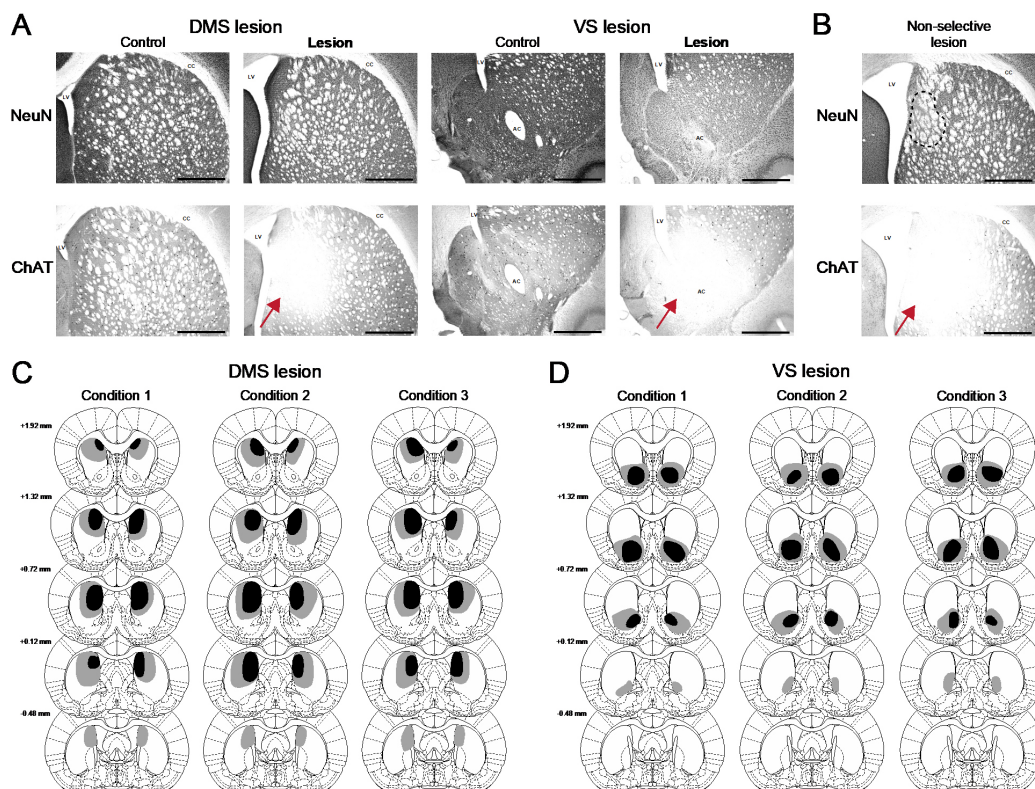 A
DMS lesion
VS lesion
B
Control
Lesion
Control
Lesion
Non-selective
lesion
NeuN
LV
CC
LV
CC
LV
AC
LV
AC
NeuN
LV
CC
ChAT
LV
CC
LV
CC
LV
AC
LV
AC
ChAT
LV
CC
C
DMS lesion
Condition 1
Condition 2
Condition 3
+1.92 mm
+1.32 mm
+0.72 mm
+0.12 mm
-0.48 mm
D
VS lesion
Condition 1
Condition 2
Condition 3
+1.92 mm
+1.32 mm
+0.72 mm
+0.12 mm
-0.48 mm